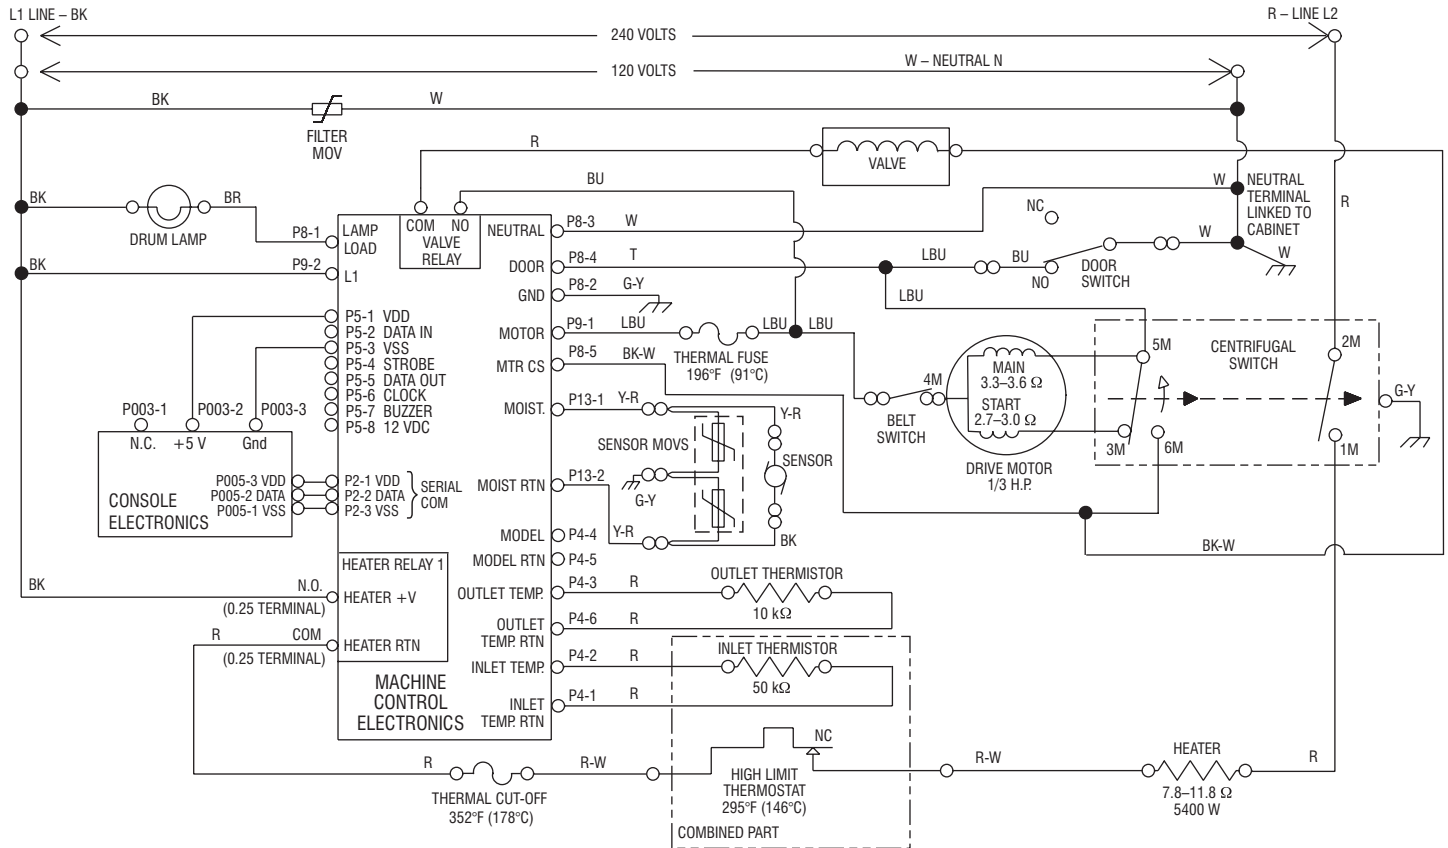 L1 LINE – BK
R – LINE L2
240 VOLTS
120 VOLTS
W – NEUTRAL N
BK
W
FILTER
MOV
R
VALVE
BU
BK
BR
DRUM LAMP
P8-1
LAMP
LOAD
COM
NO
VALVE
RELAY
NEUTRAL
P8-3
W
W
NC
NEUTRAL
TERMINAL
LINKED TO
CABINET
R
BK
P9-2
L1
DOOR
P8-4
T
LBU
BU
NO
DOOR
SWITCH
W
W
GND
P8-2
G-Y
LBU
P5-1 VDD
P5-2 DATA IN
P5-3 VSS
P5-4 STROBE
P5-5 DATA OUT
P5-6 CLOCK
P5-7 BUZZER
P5-8 12 VDC
MOTOR
P9-1
LBU
LBU
LBU
THERMAL FUSE
196°F (91°C)
MTR CS
P8-5
BK-W
CENTRIFUGAL
SWITCH
5M
2M
MAIN
3.3–3.6 Ω
START
2.7–3.0 Ω
4M
BELT
SWITCH
DRIVE MOTOR
1/3 H.P.
3M
6M
1M
G-Y
P003-1
P003-2
P003-3
N.C.
+5 V
Gnd
MOIST.
P13-1
Y-R
Y-R
SENSOR MOVS
SENSOR
P005-3 VDD
P005-2 DATA
P005-1 VSS
P2-1 VDD
P2-2 DATA
P2-3 VSS
SERIAL
COM
CONSOLE
ELECTRONICS
MOIST RTN
P13-2
G-Y
Y-R
BK
MODEL
P4-4
MODEL RTN
P4-5
BK-W
HEATER RELAY 1
BK
N.O.
(0.25 TERMINAL)
HEATER +V
OUTLET TEMP.
P4-3
R
OUTLET THERMISTOR
10 kΩ
R
COM
(0.25 TERMINAL)
HEATER RTN
OUTLET
TEMP. RTN
P4-6
R
INLET TEMP.
P4-2
R
INLET THERMISTOR
50 kΩ
MACHINE
CONTROL
ELECTRONICS
INLET
TEMP. RTN
P4-1
R
R
THERMAL CUT-OFF
352°F (178°C)
R-W
NC
HIGH LIMIT
THERMOSTAT
295°F (146°C)
COMBINED PART
R-W
HEATER
7.8–11.8 Ω
5400 W
R